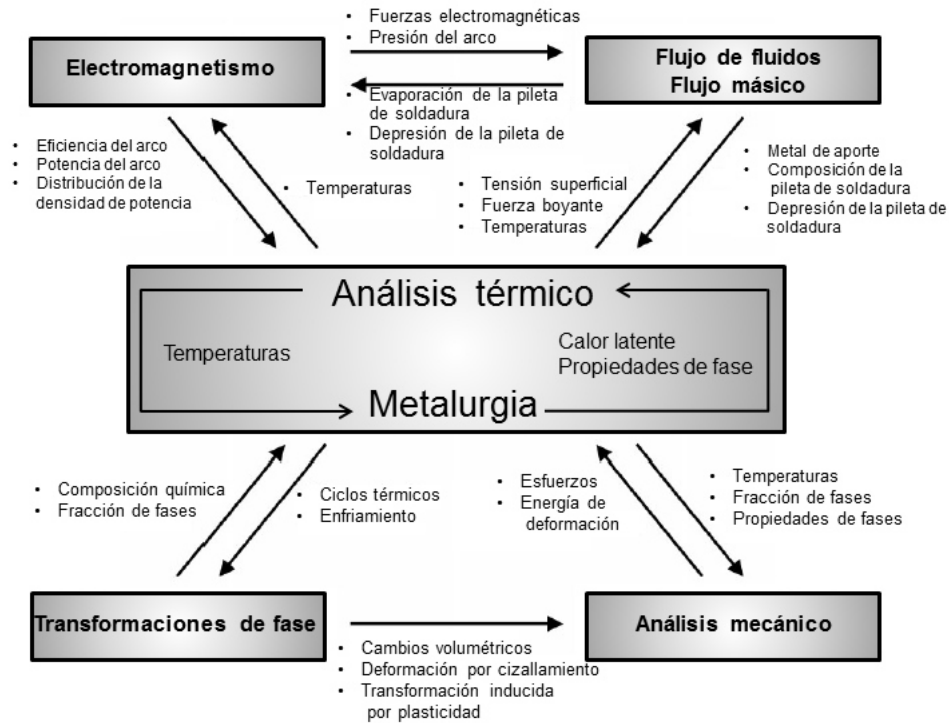 • Fuerzas electromagnéticas
• Presión del arco
Electromagnetismo
Flujo de fluidos
Flujo másico
• Evaporación de la pileta
de soldadura
• Depresión de la pileta de
soldadura
• Eficiencia del arco
• Potencia del arco
• Distribución de la
densidad de potencia
• Temperaturas
• Tensión superficial
• Fuerza boyante
• Temperaturas
• Metal de aporte
• Composición de la
pileta de soldadura
• Depresión de la pileta de
soldadura
Análisis térmico
Temperaturas
Calor latente
Propiedades de fase
Metalurgia
• Composición química
• Fracción de fases
• Ciclos térmicos
• Enfriamiento
• Esfuerzos
• Energía de
deformación
• Temperaturas
• Fracción de fases
• Propiedades de fases
Transformaciones de fase
Análisis mecánico
• Cambios volumétricos
• Deformación por cizallamiento
• Transformación inducida
por plasticidad